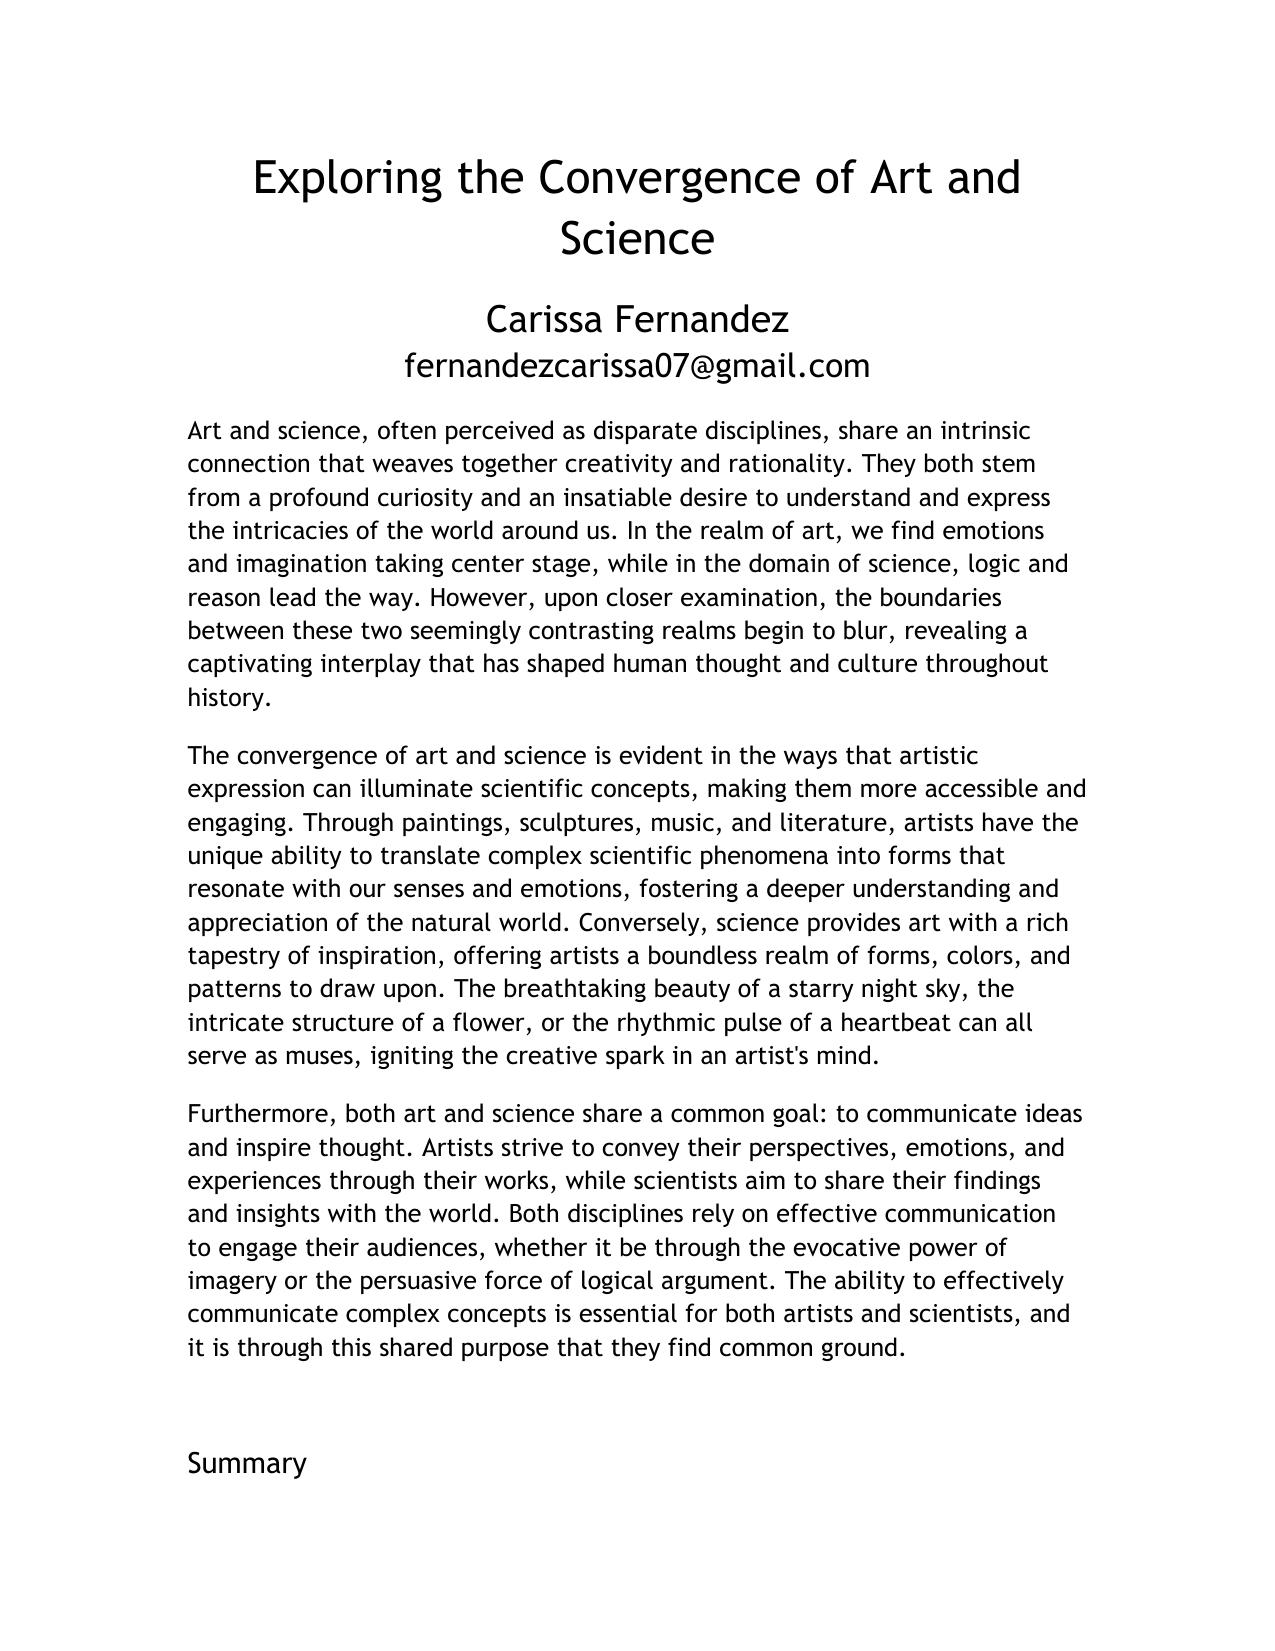 Exploring the Convergence of Art and
Science
Carissa Fernandez
fernandezcarissa07@gmail.com
Art and science, often perceived as disparate disciplines, share an intrinsic
connection that weaves together creativity and rationality. They both stem
from a profound curiosity and an insatiable desire to understand and express
the intricacies of the world around us. In the realm of art, we find emotions
and imagination taking center stage, while in the domain of science, logic and
reason lead the way. However, upon closer examination, the boundaries
between these two seemingly contrasting realms begin to blur, revealing a
captivating interplay that has shaped human thought and culture throughout
history.
The convergence of art and science is evident in the ways that artistic
expression can illuminate scientific concepts, making them more accessible and
engaging. Through paintings, sculptures, music, and literature, artists have the
unique ability to translate complex scientific phenomena into forms that
resonate with our senses and emotions, fostering a deeper understanding and
appreciation of the natural world. Conversely, science provides art with a rich
tapestry of inspiration, offering artists a boundless realm of forms, colors, and
patterns to draw upon. The breathtaking beauty of a starry night sky, the
intricate structure of a flower, or the rhythmic pulse of a heartbeat can all
serve as muses, igniting the creative spark in an artist's mind.
Furthermore, both art and science share a common goal: to communicate ideas
and inspire thought. Artists strive to convey their perspectives, emotions, and
experiences through their works, while scientists aim to share their findings
and insights with the world. Both disciplines rely on effective communication
to engage their audiences, whether it be through the evocative power of
imagery or the persuasive force of logical argument. The ability to effectively
communicate complex concepts is essential for both artists and scientists, and
it is through this shared purpose that they find common ground.
Summary